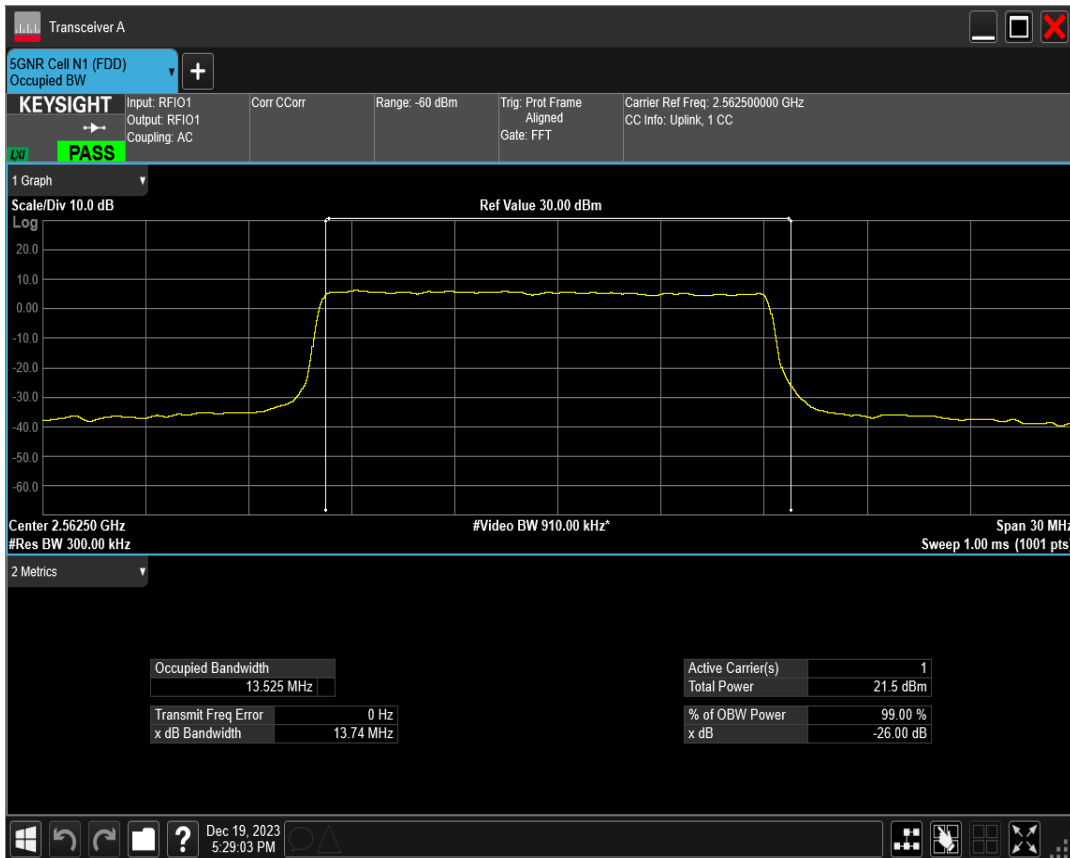 Transceiver A
5GNR Cell N1 (FDD)
Occupied BW
KEYSIGHT
LXI
PASS
Input: RFIO1
Output: RFIO1
Coupling: AC
Corr CCorr
Range: -60 dBm
Trig: Prot Frame
Aligned
Gate: FFT
Carrier Ref Freq: 2.562500000 GHz
CC Info: Uplink, 1 CC
1 Graph
Scale/Div 10.0 dB
Ref Value 30.00 dBm
Log
20.0
10.0
0.00
-10.0
-20.0
-30.0
-40.0
-50.0
-60.0
Center 2.56250 GHz
#Video BW 910.00 kHz*
Span 30 MHz
#Res BW 300.00 kHz
Sweep 1.00 ms (1001 pts)
2 Metrics
Occupied Bandwidth
13.525 MHz
Transmit Freq Error 0 Hz
x dB Bandwidth 13.74 MHz
Active Carrier(s) 1
Total Power 21.5 dBm
% of OBW Power 99.00 %
x dB -26.00 dB
?
Dec 19, 2023
5:29:03 PM